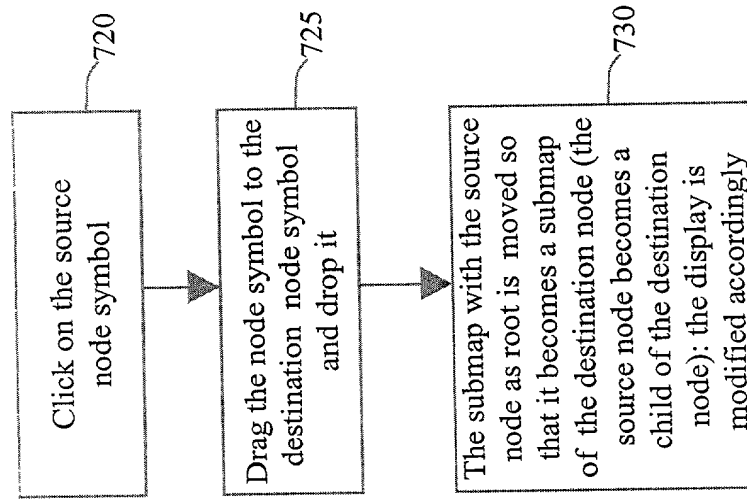 720
Click on the source
node symbol
725
Drag the node symbol to the
destination node symbol
and drop it
730
The submap with the source
node as root is moved so
that it becomes a submap
of the destination node (the
source node becomes a
child of the destination
node): the display is
modified accordingly